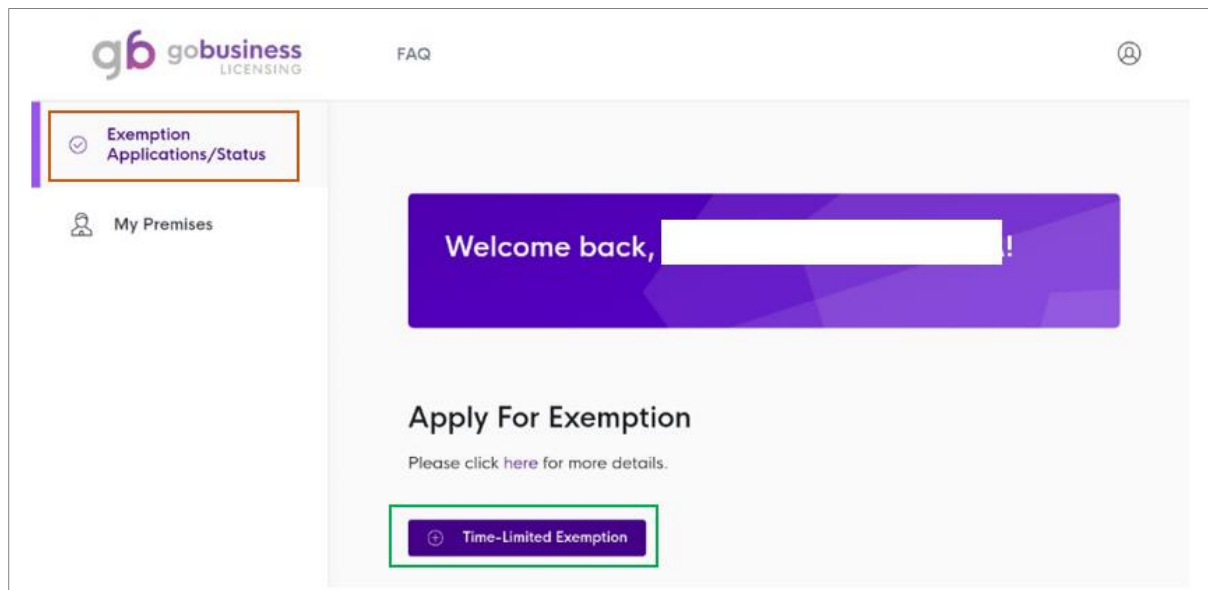 gb gobusiness
LICENSING
FAQ
Exemption
Applications/Status
My Premises
Welcome back, !
Apply For Exemption
Please click here for more details.
Time-Limited Exemption